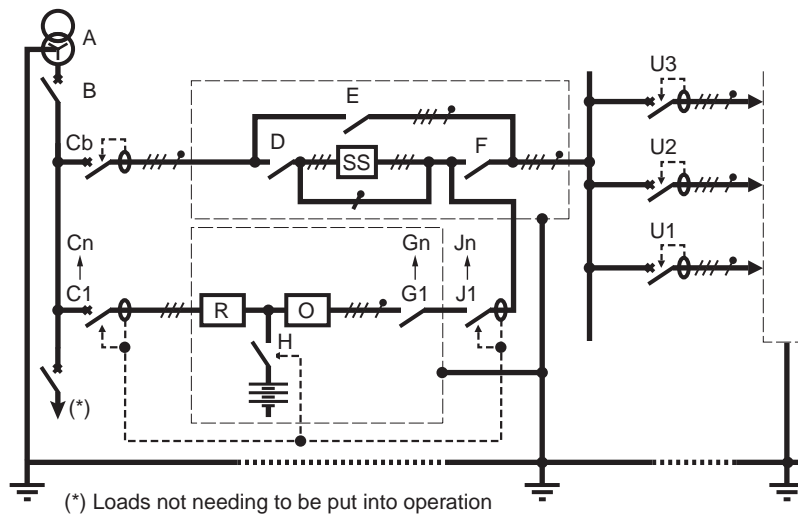 A
B
U3
E
Cb
D
F
SS
U2
Cn
Gn
Jn
U1
C1
G1
J1
R
O
H
(*)
(*) Loads not needing to be put into operation